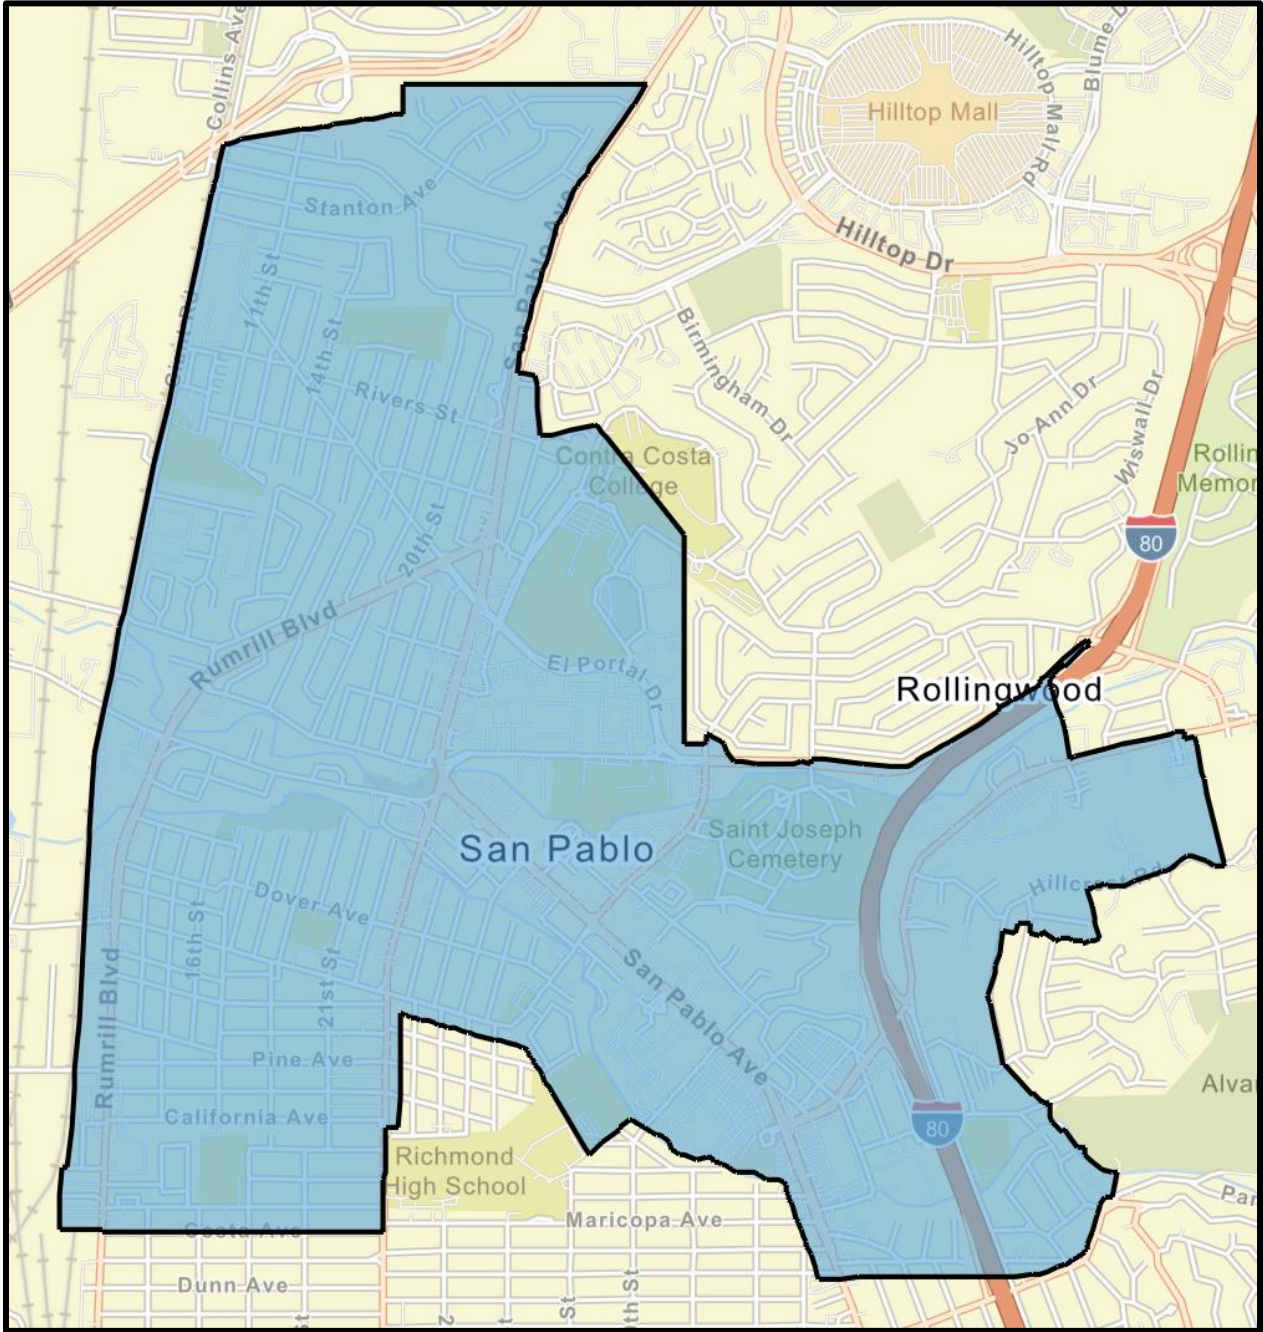 Collins Ave
Hilltop Mall
Hilltop Mall Rd
Blume D
Stanton Ave
Hilltop Dr
11th St
San Pablo Ave
14th St
Birmingham Dr
Rivers St
Jo Ann Dr
Wiswall Dr
Contra Costa
College
Rollin
Memor
20th St
80
Rumrill Blvd
El Portal Dr
Rollingwood
San Pablo
Saint Joseph
Cemetery
Hillcrest Rd
Dover Ave
16th St
21st St
San Pablo Ave
Rumrill Blvd
Pine Ave
California Ave
Alva
80
Richmond
High School
Par
Costa Ave
Maricopa Ave
Dunn Ave
St
0th St
2